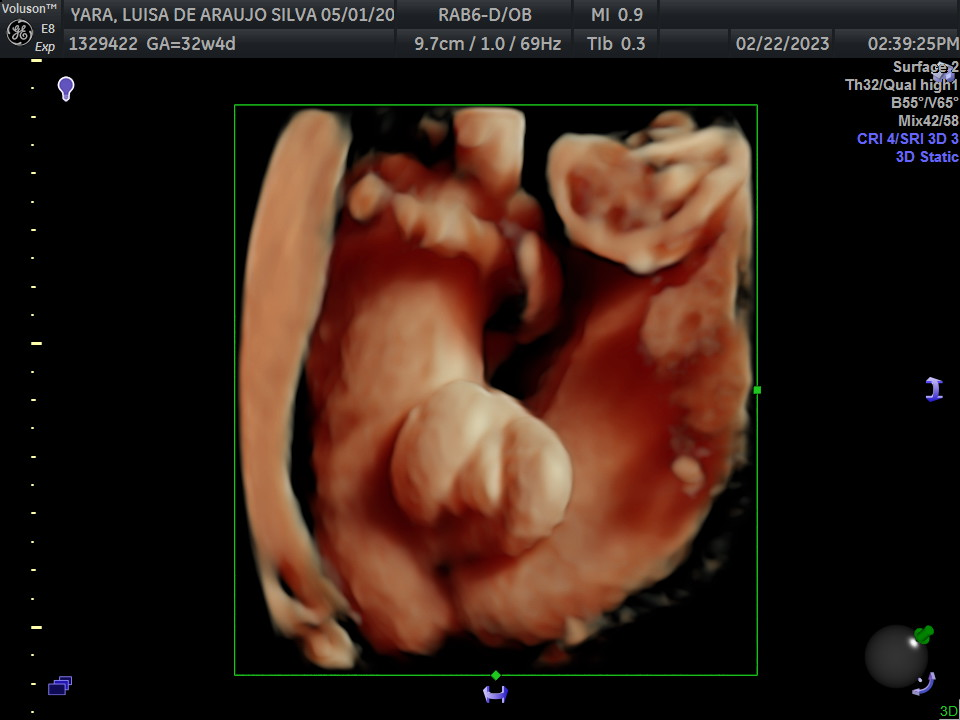 Voluson™
E8
Exp
YARA, LUISA DE ARAUJO SILVA 05/01/20
1329422 GA=32w4d
RAB6-D/OB
9.7cm / 1.0 / 69Hz
MI 0.9
TIb 0.3
02/22/2023
02:39:25PM
Surface 2
Th32/Qual high1
B55°/V65°
Mix42/58
CRI 4/SRI 3D 3
3D Static
3D